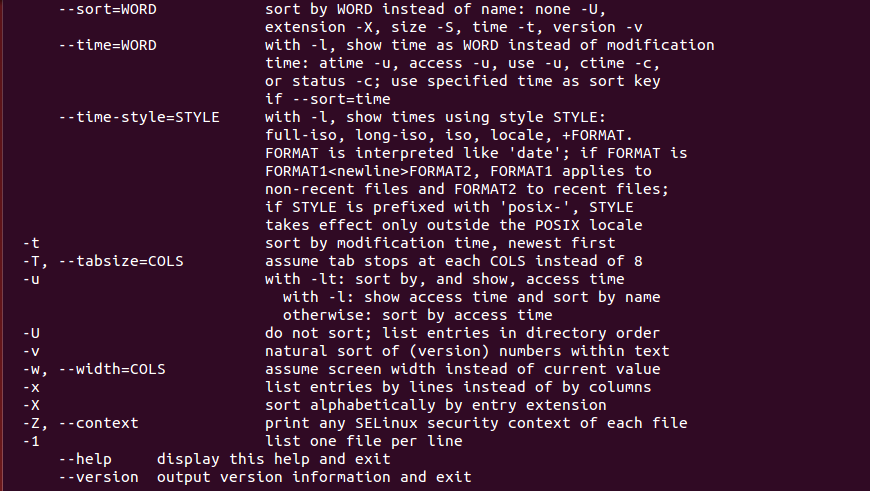 --sort=WORD            sort by WORD instead of name: none -U,
extension -X, size -S, time -t, version -v
--time=WORD            with -l, show time as WORD instead of modification
time: atime -u, access -u, use -u, ctime -c,
or status -c; use specified time as sort key
if --sort=time
--time-style=STYLE     with -l, show times using style STYLE:
full-iso, long-iso, iso, locale, +FORMAT.
FORMAT is interpreted like 'date'; if FORMAT is
FORMAT1<newline>FORMAT2, FORMAT1 applies to
non-recent files and FORMAT2 to recent files;
if STYLE is prefixed with 'posix-', STYLE
takes effect only outside the POSIX locale
-t                         sort by modification time, newest first
-T, --tabsize=COLS         assume tab stops at each COLS instead of 8
-u                         with -lt: sort by, and show, access time
with -l: show access time and sort by name
otherwise: sort by access time
-U                         do not sort; list entries in directory order
-v                         natural sort of (version) numbers within text
-w, --width=COLS           assume screen width instead of current value
-x                         list entries by lines instead of by columns
-X                         sort alphabetically by entry extension
-Z, --context              print any SELinux security context of each file
-1                         list one file per line
--help     display this help and exit
--version  output version information and exit